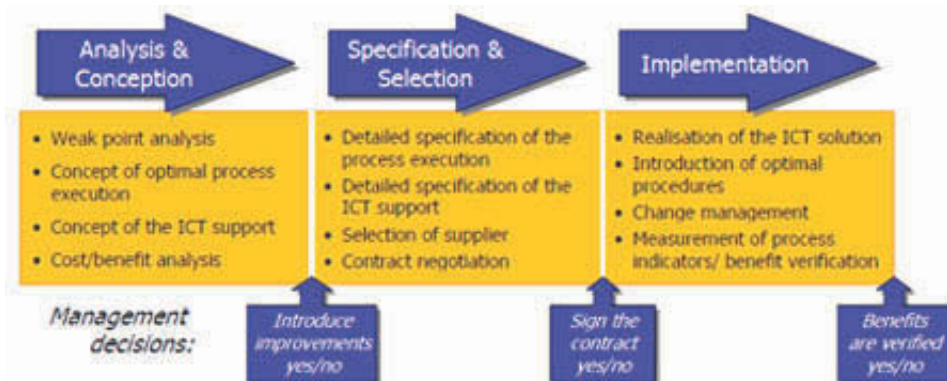 Analysis &
Conception
Specification &
Selection
Implementation
• Weak point analysis
• Concept of optimal process
execution
• Concept of the ICT support
• Cost/benefit analysis
• Detailed specification of the
process execution
• Detailed specification of the
ICT support
• Selection of supplier
• Contract negotiation
• Realisation of the ICT solution
• Introduction of optimal
procedures
• Change management
• Measurement of process
indicators/ benefit verification
Management
decisions:
Introduce
improvements
yes/no
Sign the
contract
yes/no
Benefits
are verified
yes/no